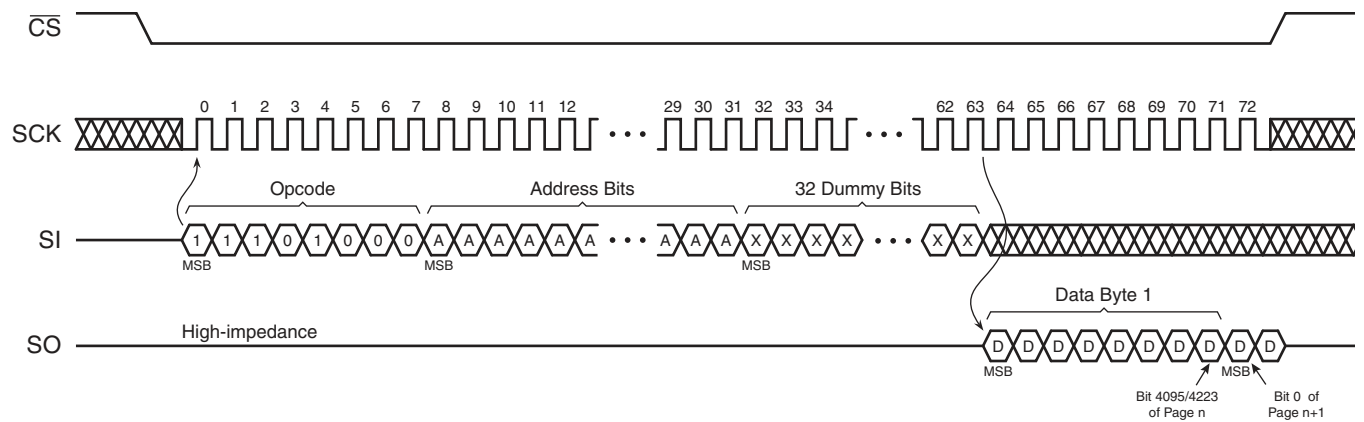 CS
0 1 2 3 4 5 6 7 8 9 10 11 12 29 30 31 32 33 34 62 63 64 65 66 67 68 69 70 71 72
SCK
Opcode Address Bits 32 Dummy Bits
SI 1 1 1 0 1 0 0 0 A A A A A A A A A X X X X X X
MSB MSB MSB
Data Byte 1
High-impedance
SO D D D D D D D D D D
MSB MSB
Bit 4095/4223 Bit 0 of
of Page n Page n+1